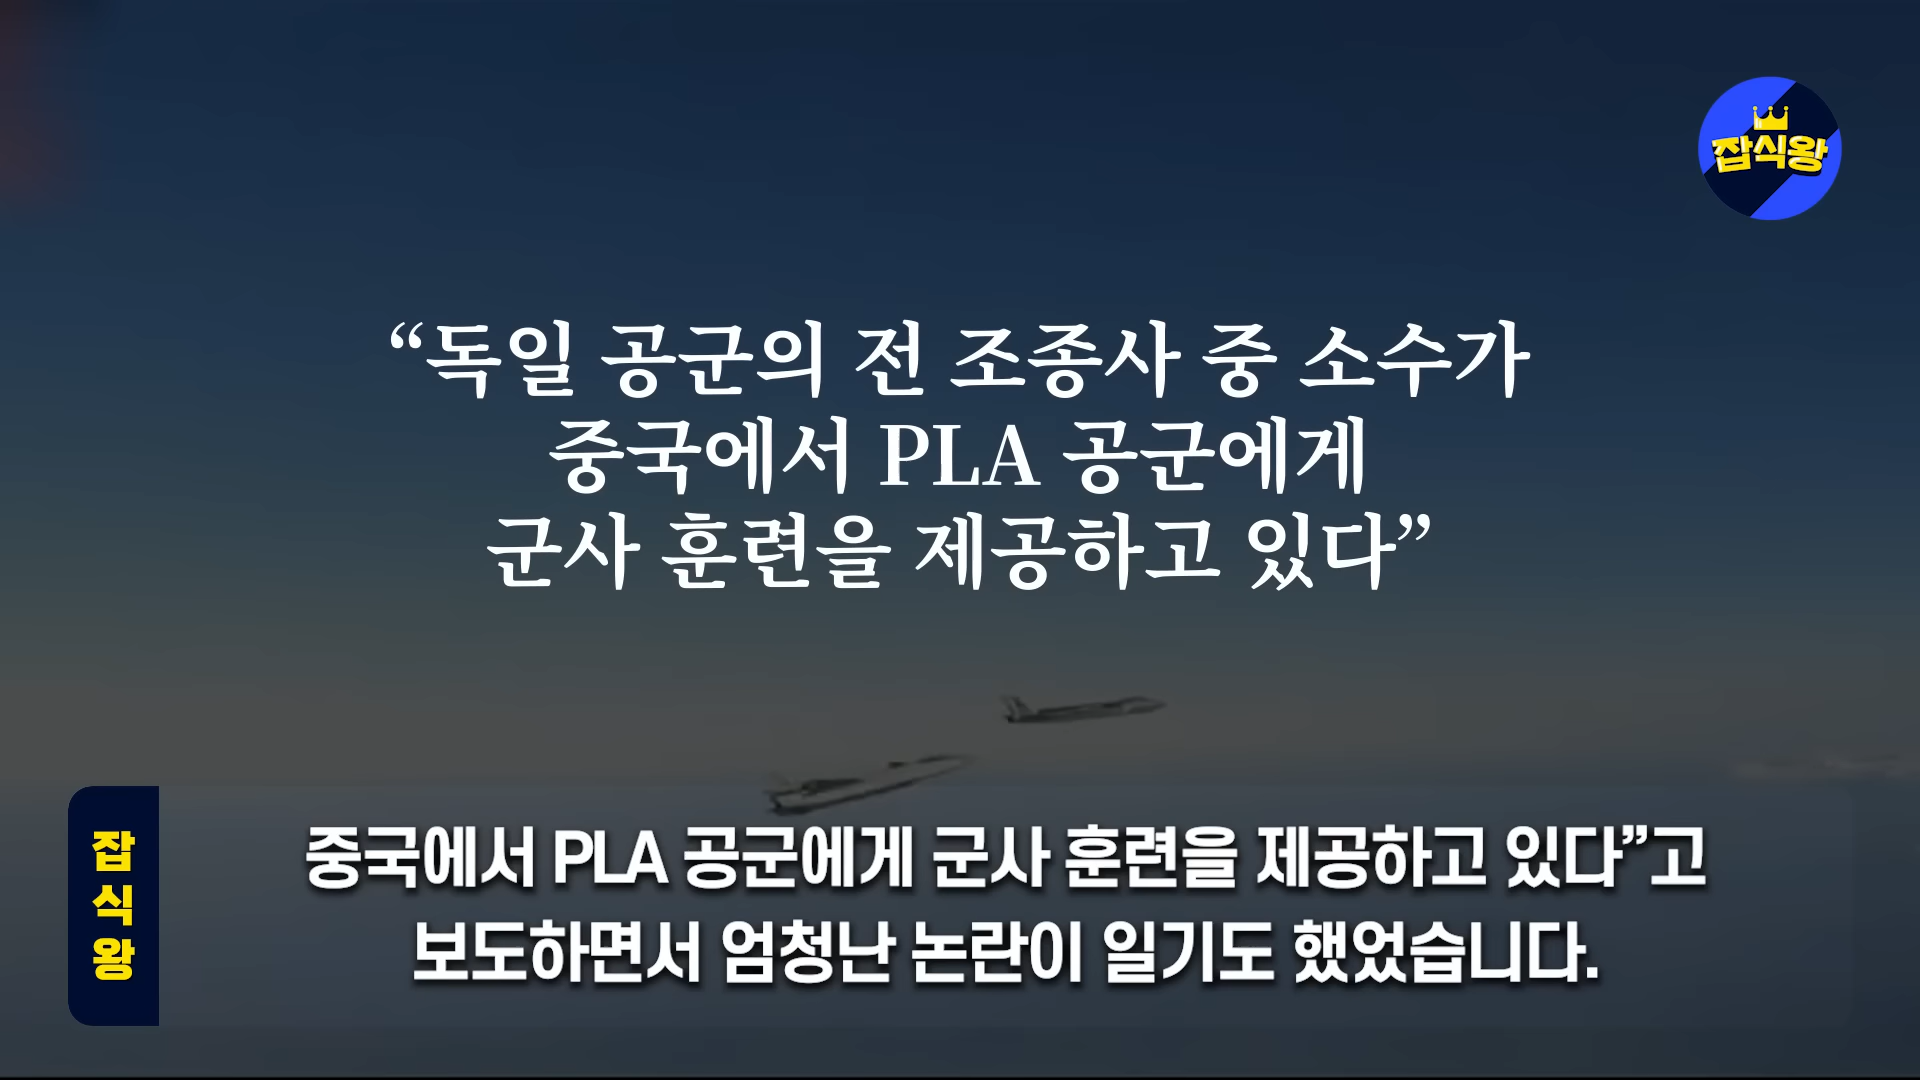 잡식왕
“독일 공군의 전 조종사 중 소수가
중국에서 PLA 공군에게
군사 훈련을 제공하고 있다”
잡식왕
중국에서 PLA 공군에게 군사 훈련을 제공하고 있다”고
보도하면서 엄청난 논란이 일기도 했었습니다.